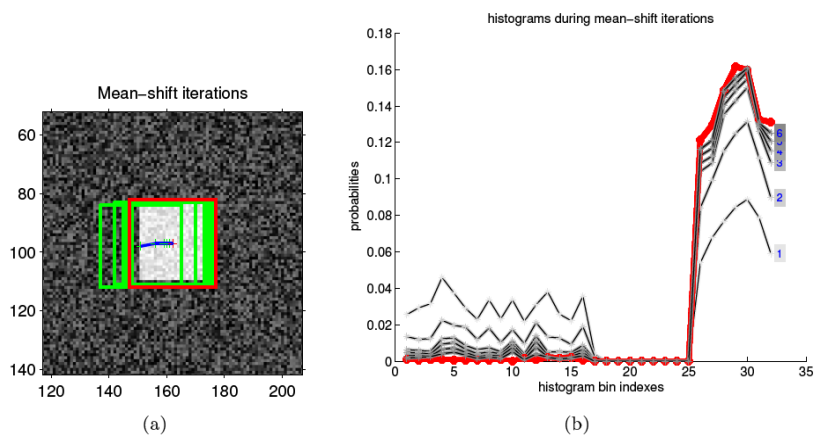 Mean−shift iterations
60
80
100
120
140
120 140 160 180 200
(a)
histograms during mean−shift iterations
0.18
0.16
0.14
0.12
0.1
0.08
0.06
0.04
0.02
0
probabilities
6
5
4
3
2
1
0 5 10 15 20 25 30 35
histogram bin indexes
(b)